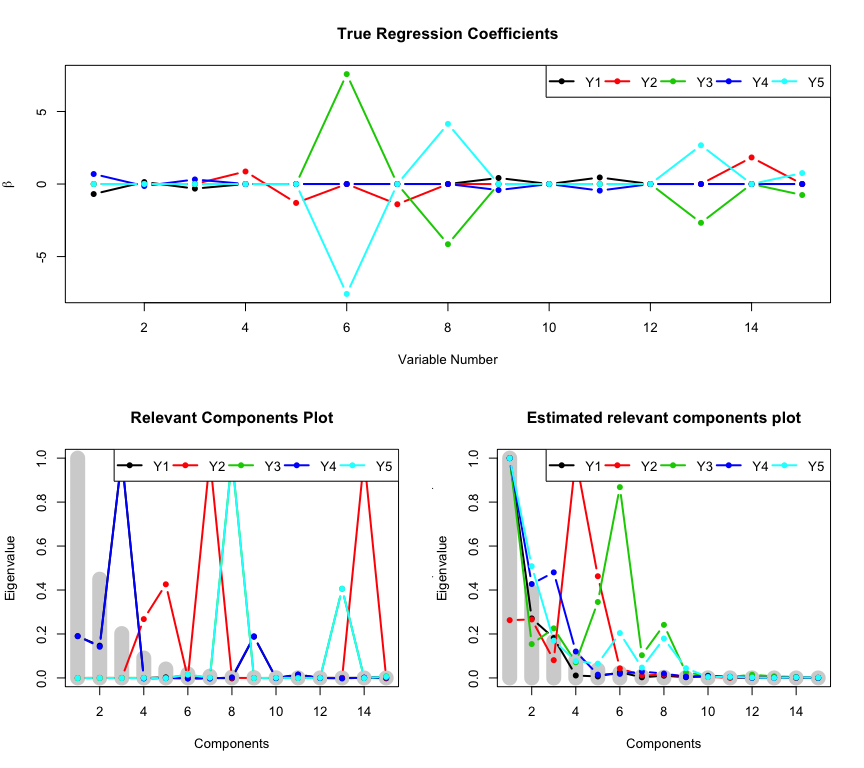 True Regression Coefficients
Y1 Y2 Y3 Y4 Y5
5
0
-5
β
2 4 6 8 10 12 14
Variable Number
Relevant Components Plot
Y1 Y2 Y3 Y4 Y5
1.0
0.8
0.6
0.4
0.2
0.0
Eigenvalue
2 4 6 8 10 12 14
Components
Estimated relevant components plot
Y1 Y2 Y3 Y4 Y5
1.0
0.8
0.6
0.4
0.2
0.0
Eigenvalue
2 4 6 8 10 12 14
Components